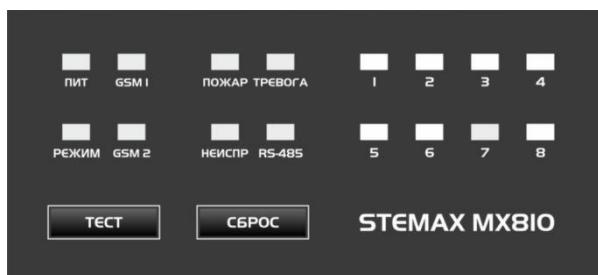 ПИТ GSM 1 ПОЖАР ТРЕВОГА 1 2 3 4
РЕЖИМ GSM 2 НЕИСПР RS-485 5 6 7 8
ТЕСТ СБРОС STEMAX MX810